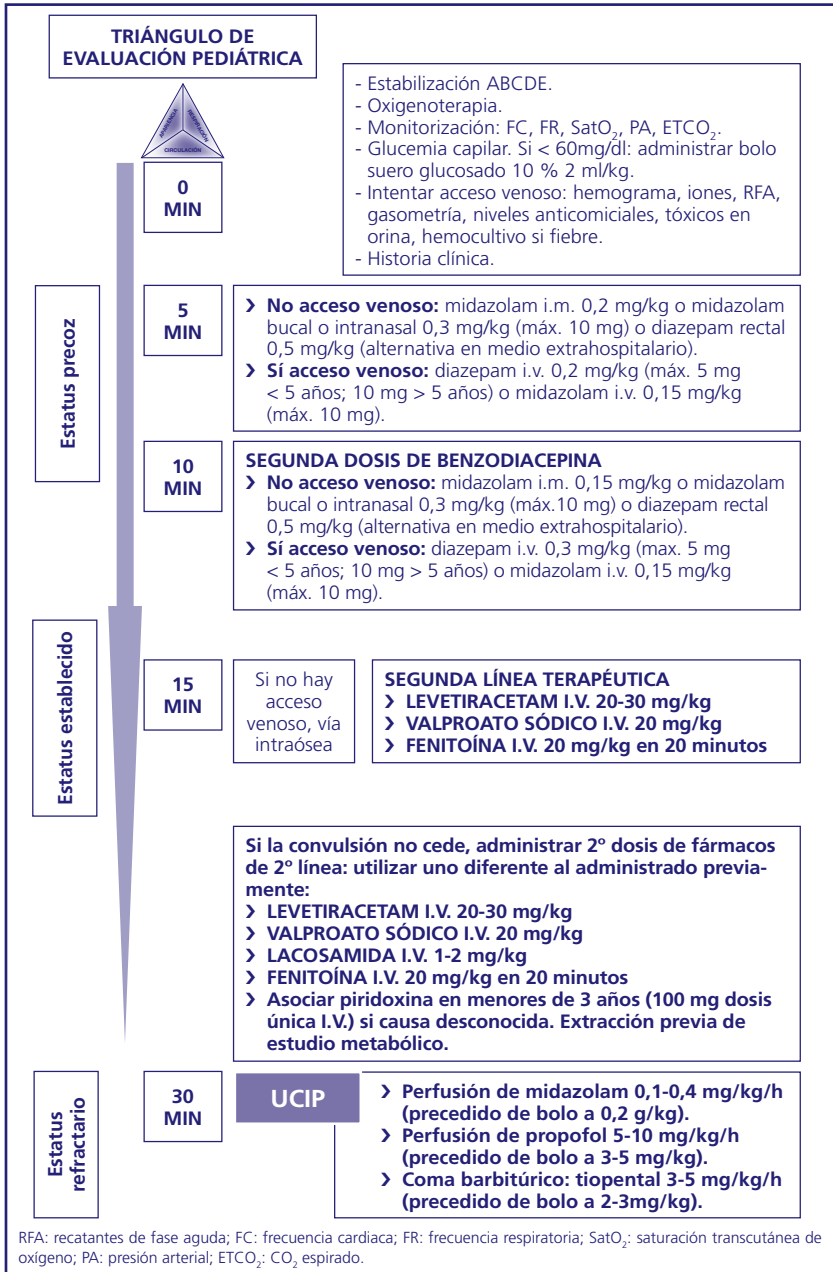 TRIÁNGULO DE
EVALUACIÓN PEDIÁTRICA
APARIENCIA
RESPIRACIÓN
CIRCULACIÓN
- Estabilización ABCDE.
- Oxigenoterapia.
- Monitorización: FC, FR, SatO₂, PA, ETCO₂.
- Glucemia capilar. Si < 60mg/dl: administrar bolo
suero glucosado 10 % 2 ml/kg.
- Intentar acceso venoso: hemograma, iones, RFA,
gasometría, niveles anticomiciales, tóxicos en
orina, hemocultivo si fiebre.
- Historia clínica.
0
MIN
Estatus precoz
5
MIN
❯ No acceso venoso: midazolam i.m. 0,2 mg/kg o midazolam
bucal o intranasal 0,3 mg/kg (máx. 10 mg) o diazepam rectal
0,5 mg/kg (alternativa en medio extrahospitalario).
❯ Sí acceso venoso: diazepam i.v. 0,2 mg/kg (máx. 5 mg
< 5 años; 10 mg > 5 años) o midazolam i.v. 0,15 mg/kg
(máx. 10 mg).
10
MIN
SEGUNDA DOSIS DE BENZODIACEPINA
❯ No acceso venoso: midazolam i.m. 0,15 mg/kg o midazolam
bucal o intranasal 0,3 mg/kg (máx.10 mg) o diazepam rectal
0,5 mg/kg (alternativa en medio extrahospitalario).
❯ Sí acceso venoso: diazepam i.v. 0,3 mg/kg (max. 5 mg
< 5 años; 10 mg > 5 años) o midazolam i.v. 0,15 mg/kg
(máx. 10 mg).
Estatus establecido
15
MIN
Si no hay
acceso
venoso, vía
intraósea
SEGUNDA LÍNEA TERAPÉUTICA
❯ LEVETIRACETAM I.V. 20-30 mg/kg
❯ VALPROATO SÓDICO I.V. 20 mg/kg
❯ FENITOÍNA I.V. 20 mg/kg en 20 minutos
Si la convulsión no cede, administrar 2º dosis de fármacos
de 2º línea: utilizar uno diferente al administrado previa-
mente:
❯ LEVETIRACETAM I.V. 20-30 mg/kg
❯ VALPROATO SÓDICO I.V. 20 mg/kg
❯ LACOSAMIDA I.V. 1-2 mg/kg
❯ FENITOÍNA I.V. 20 mg/kg en 20 minutos
❯ Asociar piridoxina en menores de 3 años (100 mg dosis
única I.V.) si causa desconocida. Extracción previa de
estudio metabólico.
Estatus
refractario
30
MIN
UCIP
❯ Perfusión de midazolam 0,1-0,4 mg/kg/h
(precedido de bolo a 0,2 g/kg).
❯ Perfusión de propofol 5-10 mg/kg/h
(precedido de bolo a 3-5 mg/kg).
❯ Coma barbitúrico: tiopental 3-5 mg/kg/h
(precedido de bolo a 2-3mg/kg).
RFA: recatantes de fase aguda; FC: frecuencia cardiaca; FR: frecuencia respiratoria; SatO₂: saturación transcutánea de
oxígeno; PA: presión arterial; ETCO₂: CO₂ espirado.